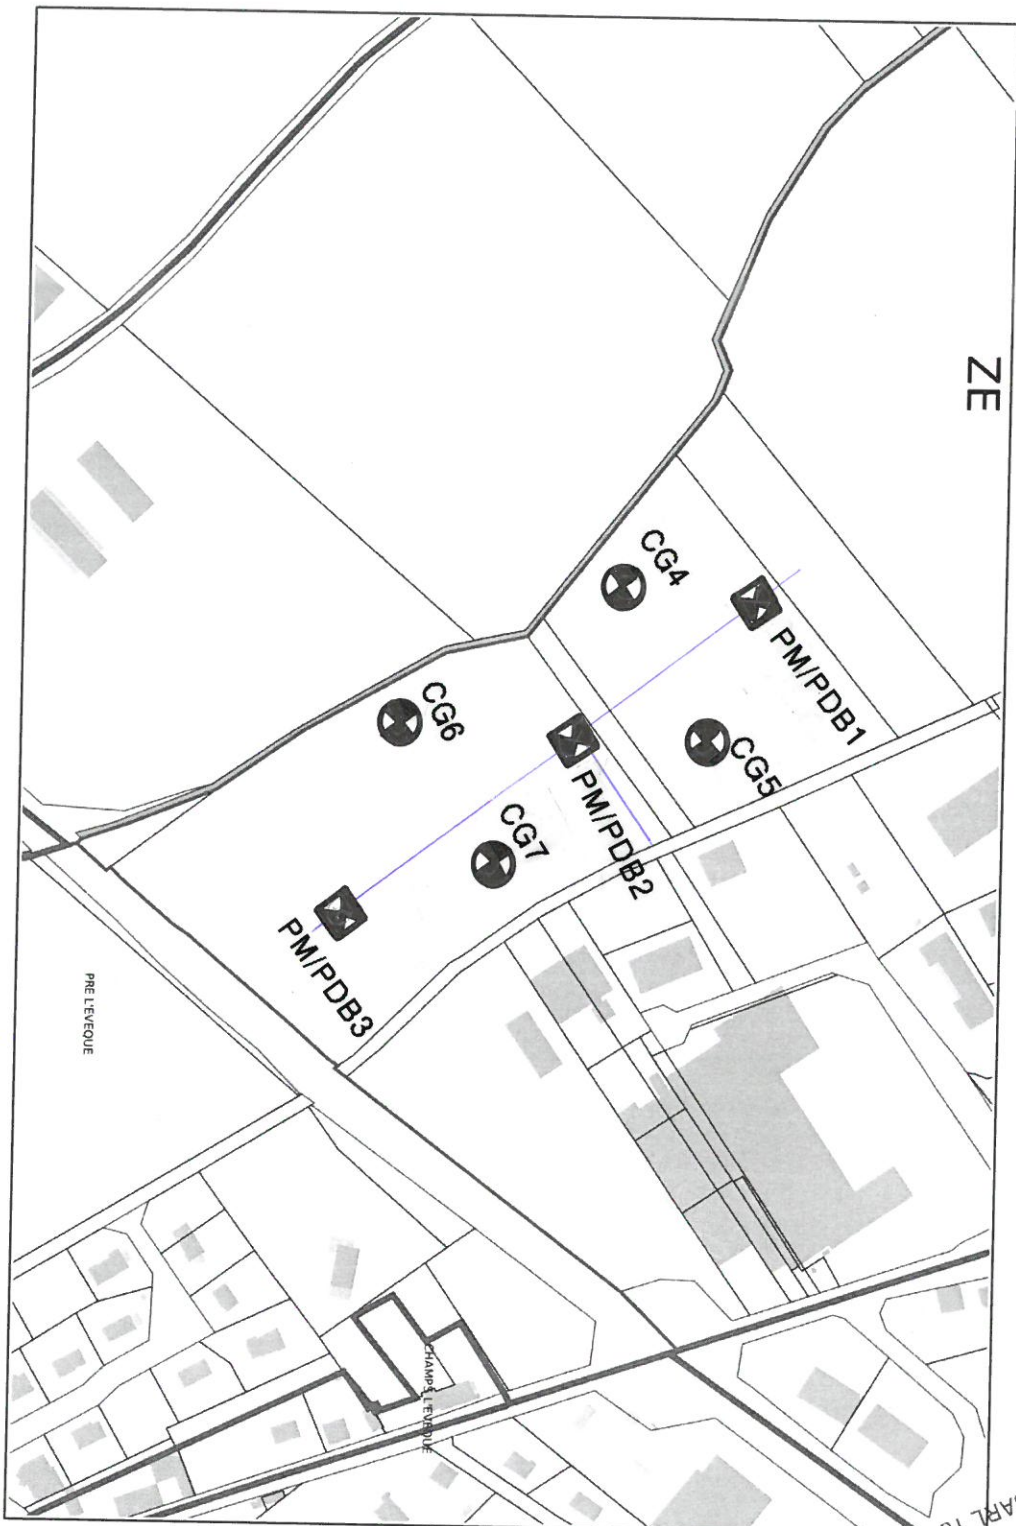 ZE
CG4
PM/PDB1
CG5
CG6
PM/PDB2
CG7
PM/PDB3
PRE L'EVEQUE
CHAMPS L'EVEQUE